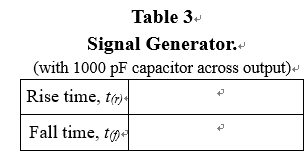 Table 3
Signal Generator.
(with 1000 pF capacitor across output)
Rise time, t(r)
Fall time, t(f)